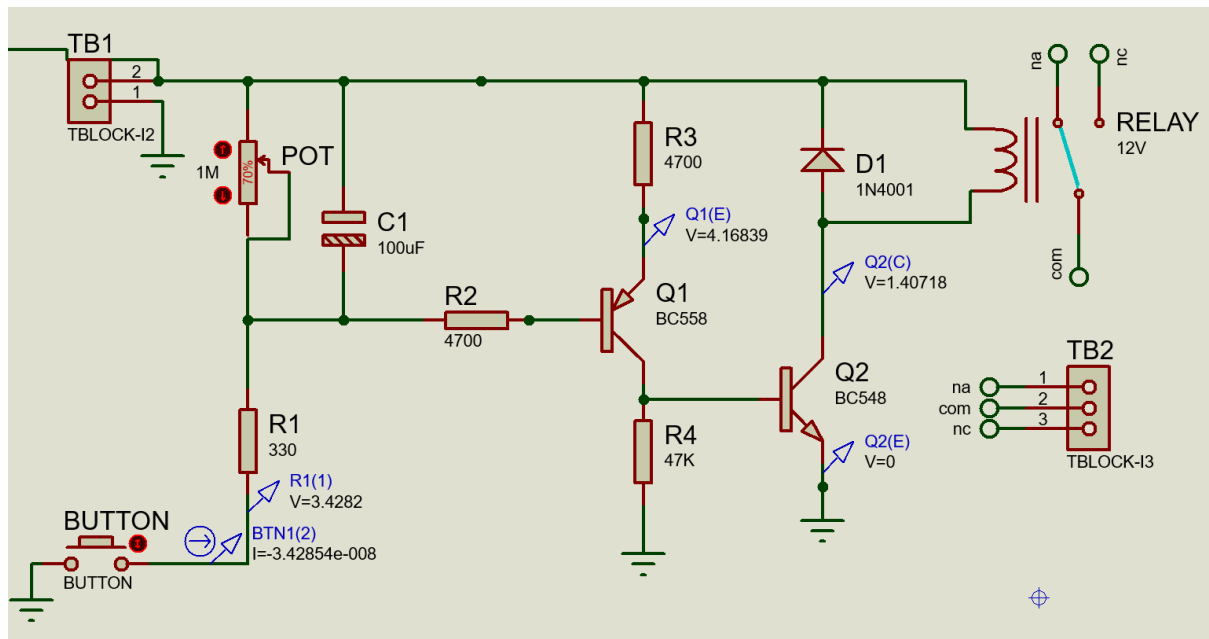 TB1
2
1
TBLOCK-I2
1M
70%
POT
C1
100uF
R3
4700
Q1(E)
V=4.16839
D1
1N4001
na
nc
RELAY
12V
com
Q2(C)
V=1.40718
R2
4700
Q1
BC558
Q2
BC548
Q2(E)
V=0
R4
47K
TB2
na
com
nc
1
2
3
TBLOCK-I3
R1
330
R1(1)
V=3.4282
BTN1(2)
I=-3.42854e-008
BUTTON
BUTTON